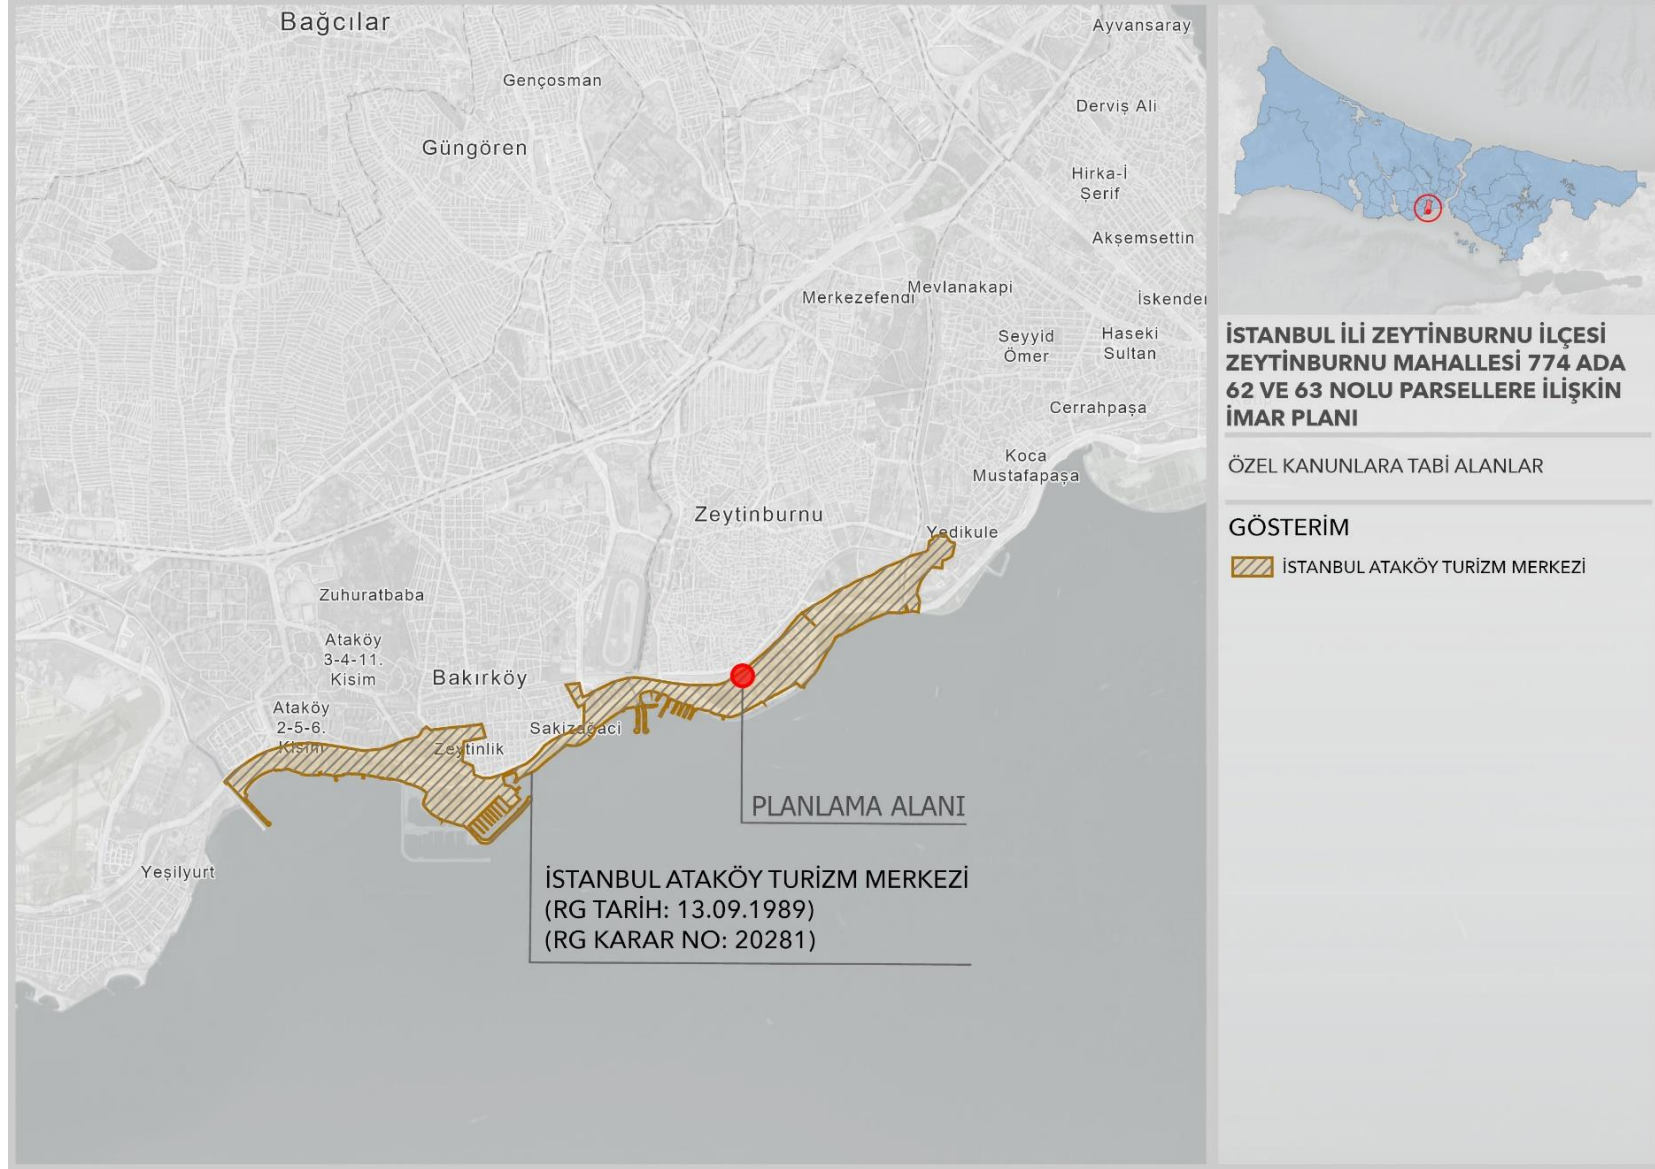 Bağcılar
Ayvansaray
Gençosman
Derviş Ali
Güngören
Hirka-i
Şerif
Akşemsettin
Mevlanakapi
Merkezefendi
İskender
Seyyid
Ömer
Haseki
Sultan
Cerrahpaşa
Koca
Mustafapaşa
Zeytinburnu
Yedikule
Zuhuratbaba
Ataköy
3-4-11.
Kisim
Bakırköy
Ataköy
2-5-6.
Kisim
Sakizağaci
Zeytinlik
Yeşilyurt
PLANLAMA ALANI
İSTANBUL ATAKÖY TURİZM MERKEZİ
(RG TARİH: 13.09.1989)
(RG KARAR NO: 20281)
İSTANBUL İLİ ZEYTİNBURNU İLÇESİ
ZEYTİNBURNU MAHALLESİ 774 ADA
62 VE 63 NOLU PARSELLERE İLİŞKİN
İMAR PLANI
ÖZEL KANUNLARA TABİ ALANLAR
GÖSTERİM
İSTANBUL ATAKÖY TURİZM MERKEZİ